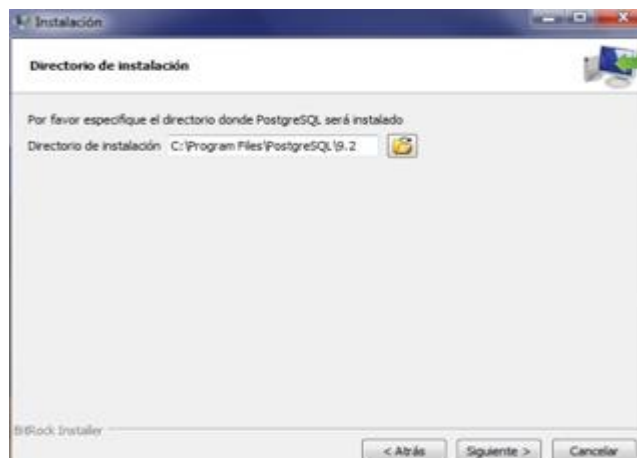 Instalación
Directorio de instalación
Por favor especifique el directorio donde PostgreSQL será instalado
Directorio de instalación C:\Program Files\PostgreSQL\9.2
BitRock Installer
< Atrás Siguiente > Cancelar